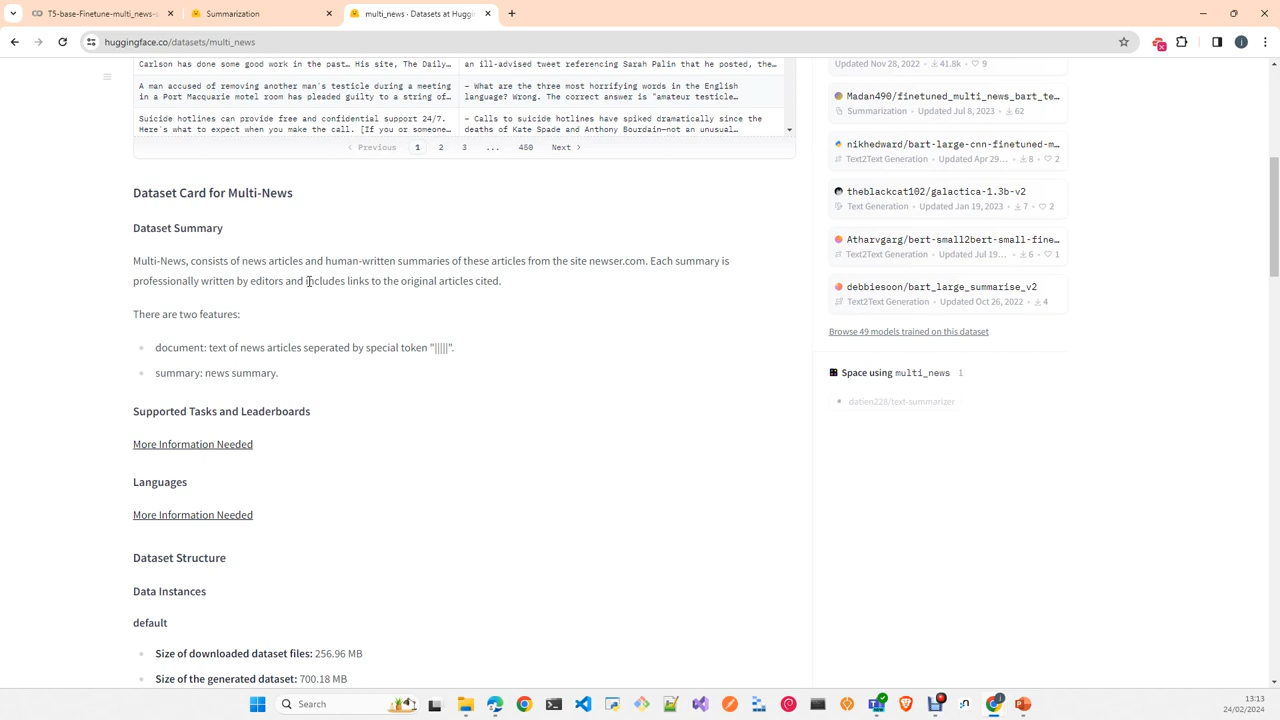 T5-base-Finetune-multi_news-s
Summarization
multi_news · Datasets at Huggi
huggingface.co/datasets/multi_news
Carlson has done some good work in the past… His site, The Daily…
an ill-advised tweet referencing Sarah Palin that he posted, the…
A man accused of removing another man's testicle during a meeting
in a Port Macquarie motel room has pleaded guilty to a string of…
– What are the three most horrifying words in the English
language? Wrong. The correct answer is "amateur testicle…
Suicide hotlines can provide free and confidential support 24/7.
Here's what to expect when you make the call. [If you or someone…
– Calls to suicide hotlines have spiked dramatically since the
deaths of Kate Spade and Anthony Bourdain—not an unusual…
< Previous 1 2 3 ... 450 Next >
Dataset Card for Multi-News
Dataset Summary
Multi-News, consists of news articles and human-written summaries of these articles from the site newser.com. Each summary is
professionally written by editors and includes links to the original articles cited.
There are two features:
document: text of news articles seperated by special token "|||||".
summary: news summary.
Supported Tasks and Leaderboards
More Information Needed
Languages
More Information Needed
Dataset Structure
Data Instances
default
Size of downloaded dataset files: 256.96 MB
Size of the generated dataset: 700.18 MB
Updated Nov 28, 2022 • 41.8k • 9
Madan490/finetuned_multi_news_bart_te…
Summarization • Updated Jul 8, 2023 • 62
nikhedward/bart-large-cnn-finetuned-m…
Text2Text Generation • Updated Apr 29… • 8 • 2
theblackcat102/galactica-1.3b-v2
Text Generation • Updated Jan 19, 2023 • 7 • 2
Atharvgarg/bert-small2bert-small-fine…
Text2Text Generation • Updated Jul 19… • 6 • 1
debbiesoon/bart_large_summarise_v2
Text2Text Generation • Updated Oct 26, 2022 • 4
Browse 49 models trained on this dataset
Space using multi_news 1
datien228/text-summarizer
Search
13:13
24/02/2024